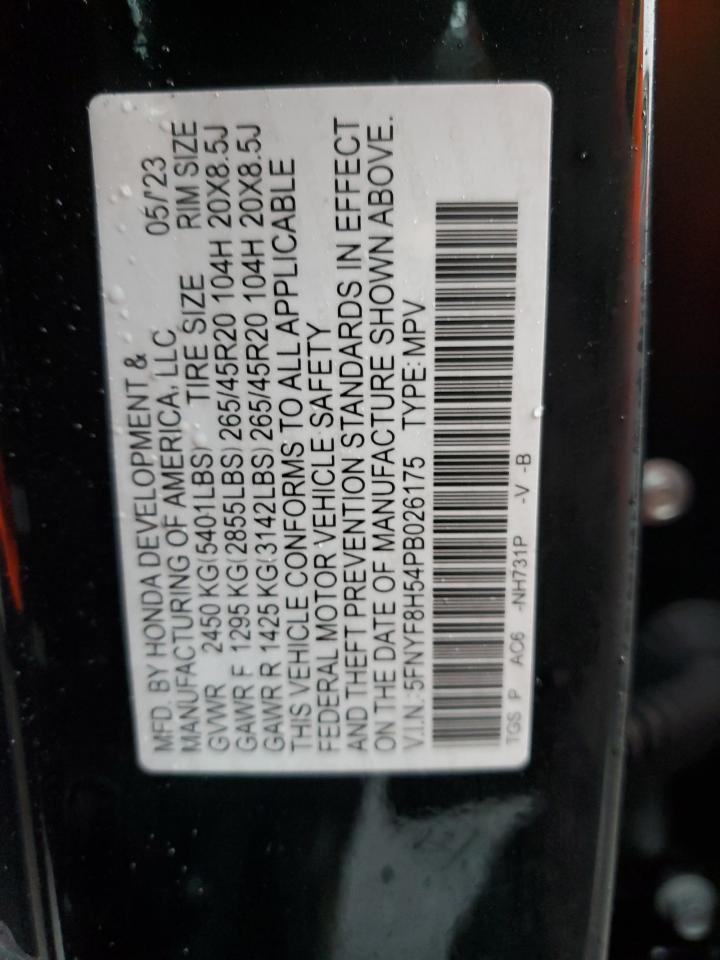 MFD. BY HONDA DEVELOPMENT &
MANUFACTURING OF AMERICA, LLC 05/'23
GVWR 2450 KG(5401LBS) TIRE SIZE RIM SIZE
GAWR F 1295 KG(2855LBS) 265/45R20 104H 20X8.5J
GAWR R 1425 KG(3142LBS) 265/45R20 104H 20X8.5J
THIS VEHICLE CONFORMS TO ALL APPLICABLE
FEDERAL MOTOR VEHICLE SAFETY
AND THEFT PREVENTION STANDARDS IN EFFECT
ON THE DATE OF MANUFACTURE SHOWN ABOVE.
V.I.N.:5FNYF8H54PB026175 TYPE: MPV
TGS P AC6 -NH731P -V -B